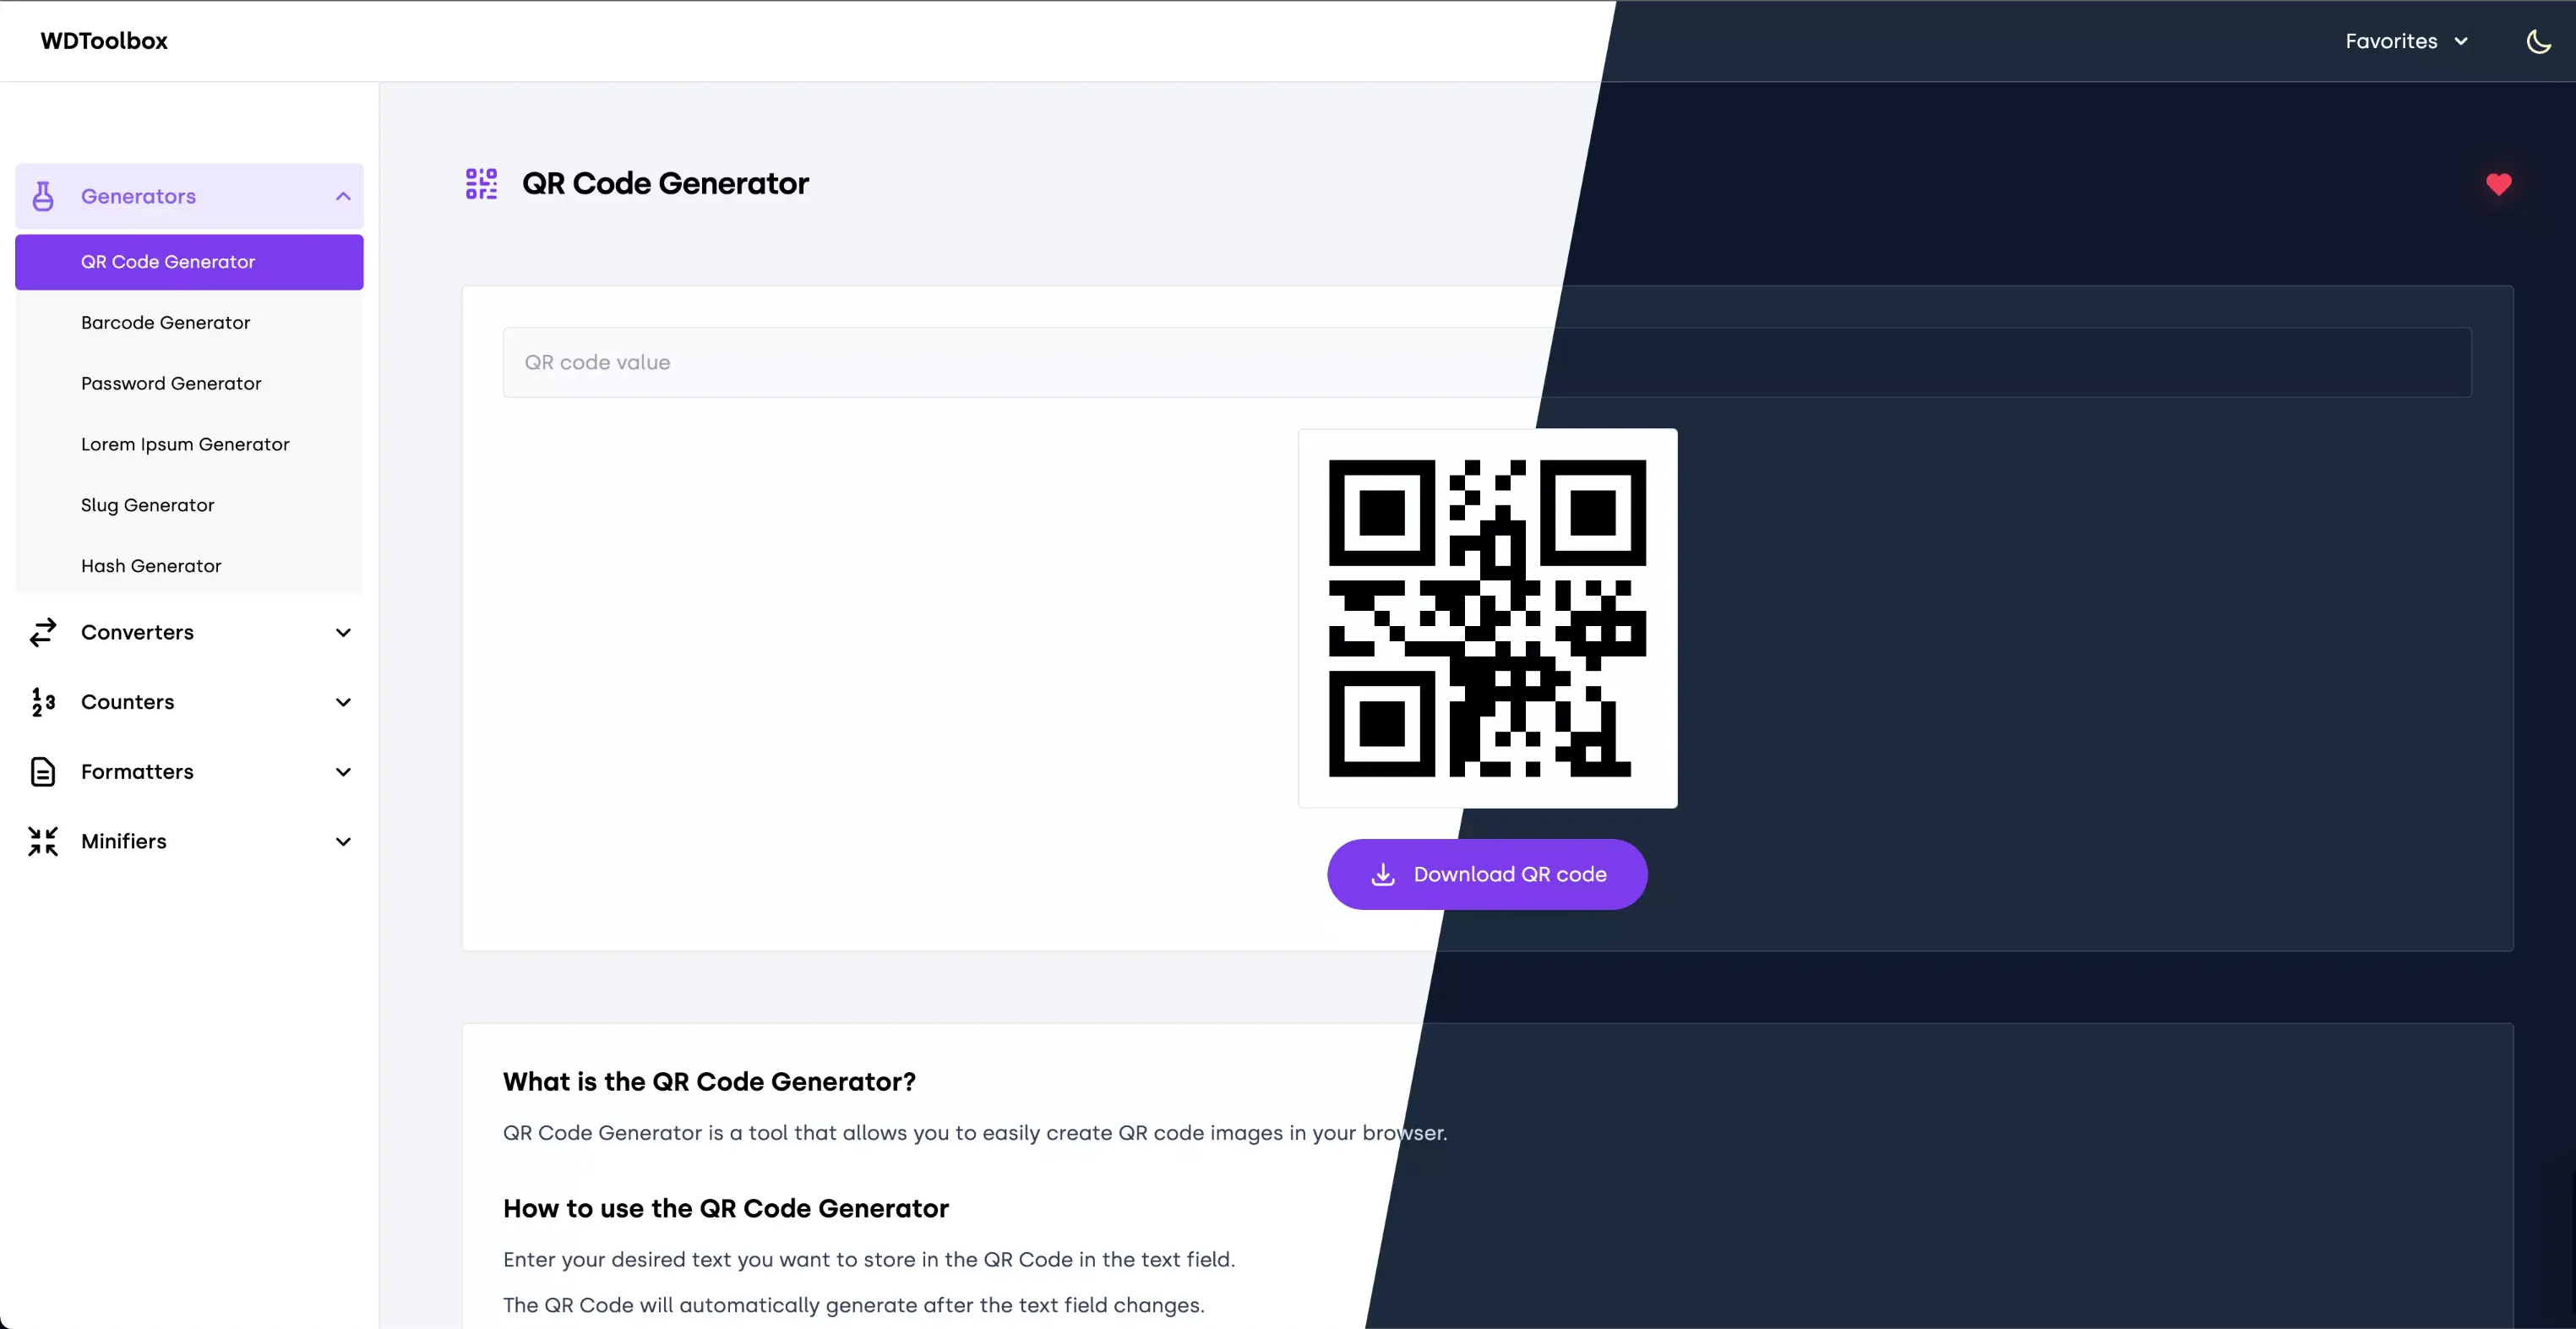 WDToolbox
Favorites
Generators
QR Code Generator
Barcode Generator
Password Generator
Lorem Ipsum Generator
Slug Generator
Hash Generator
Converters
Counters
Formatters
Minifiers
QR Code Generator
QR code value
Download QR code
What is the QR Code Generator?
QR Code Generator is a tool that allows you to easily create QR code images in your browser.
How to use the QR Code Generator
Enter your desired text you want to store in the QR Code in the text field.
The QR Code will automatically generate after the text field changes.